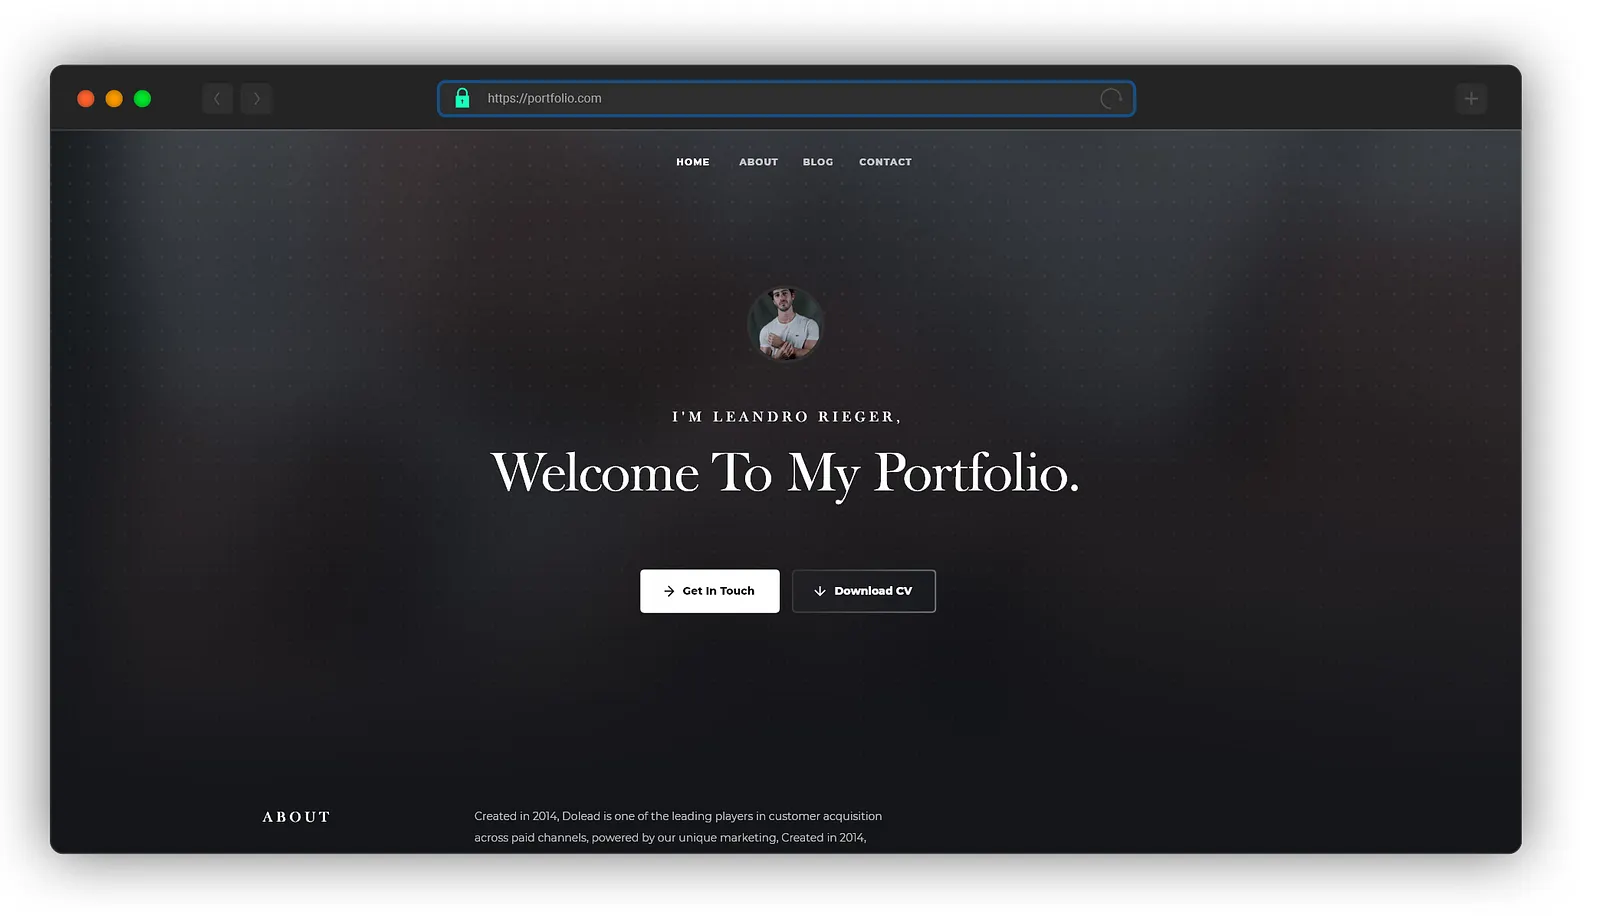 https://portfolio.com
HOME ABOUT BLOG CONTACT
I'M LEANDRO RIEGER,
Welcome To My Portfolio.
Get In Touch Download CV
ABOUT
Created in 2014, Dolead is one of the leading players in customer acquisition
across paid channels, powered by our unique marketing, Created in 2014,